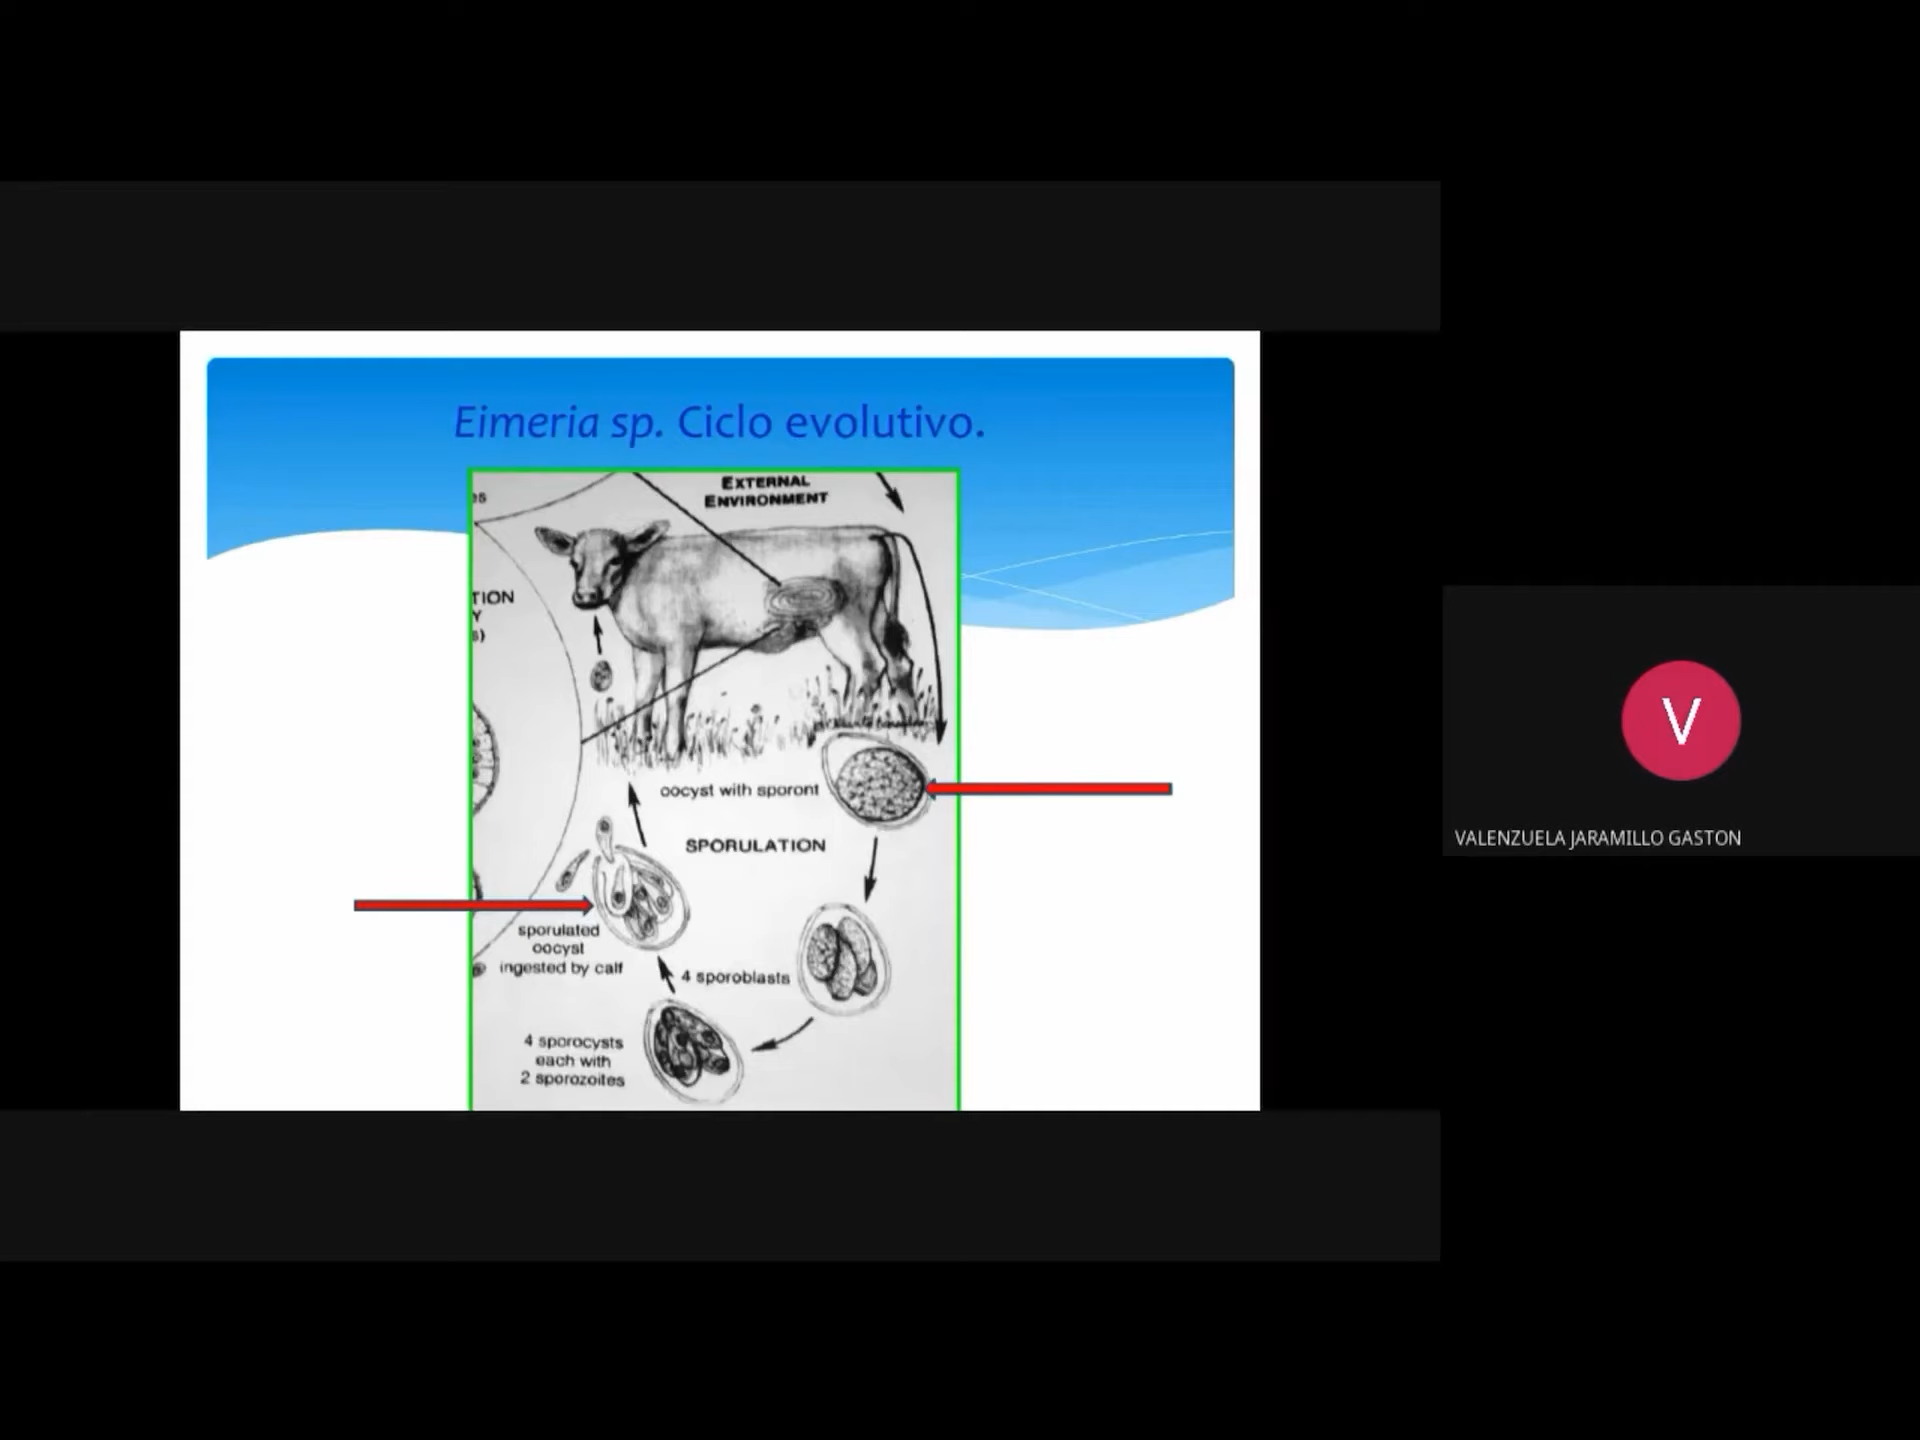 Eimeria sp. Ciclo evolutivo.
EXTERNAL
ENVIRONMENT
oocyst with sporont
SPORULATION
sporulated
oocyst
ingested by calf
4 sporoblasts
4 sporocysts
each with
2 sporozoites
V
VALENZUELA JARAMILLO GASTON